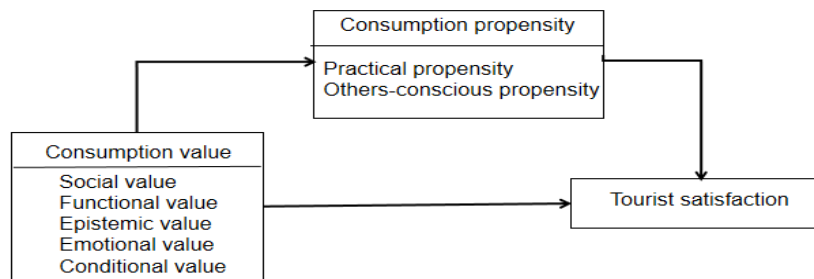 Consumption propensity
Practical propensity
Others-conscious propensity
Consumption value
Social value
Functional value
Epistemic value
Emotional value
Conditional value
Tourist satisfaction